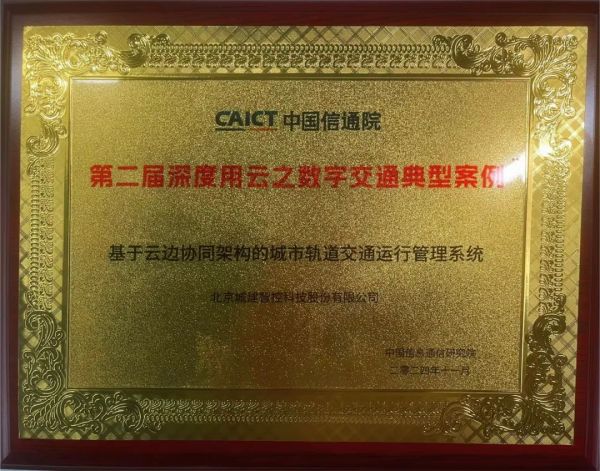 CAICT 中国信通院
第二届深度用云之数字交通典型案例"
基于云边协同架构的城市轨道交通运行管理系统
北京城建智控科技股份有限公司
中国信息通信研究院
二零二四年十一月